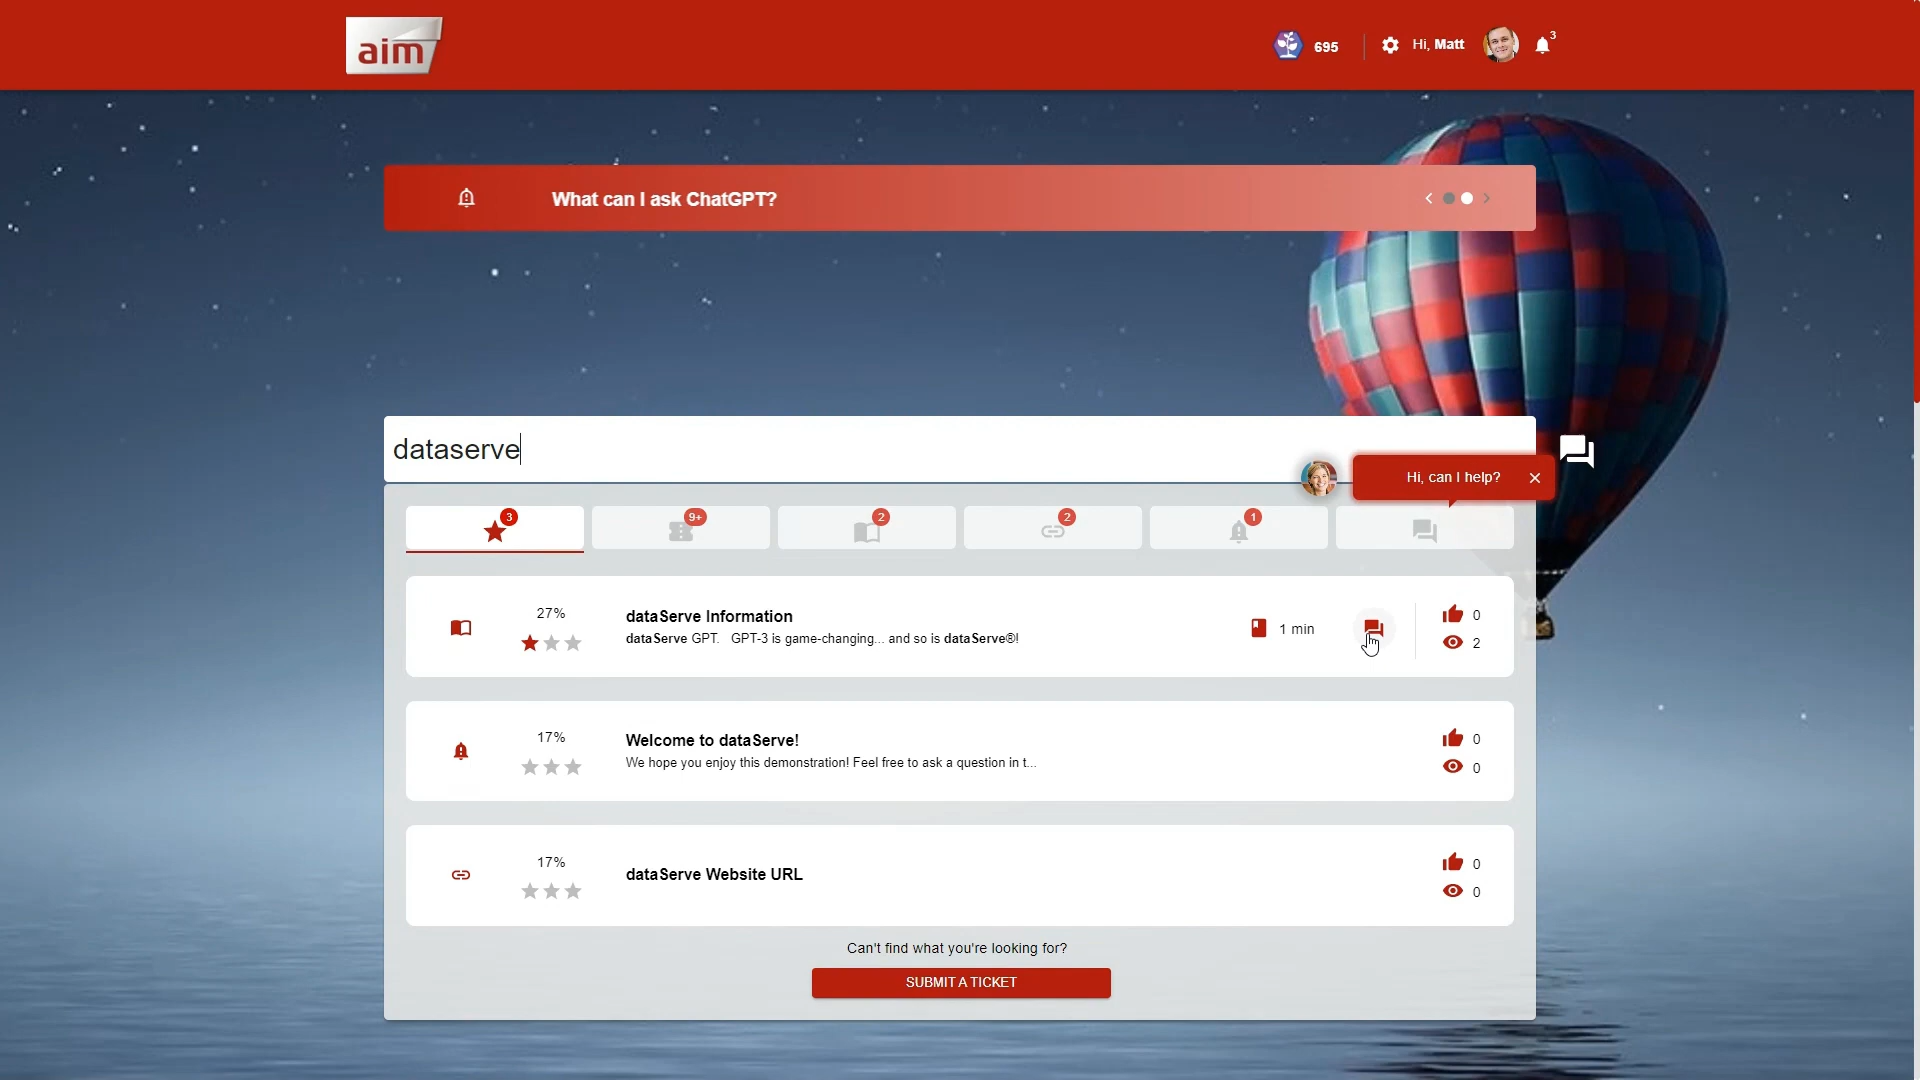 aim
695
Hi, Matt
3
What can I ask ChatGPT?
dataserve
Hi, can I help?
3
9+
2
2
1
27%
dataServe Information
dataServe GPT. GPT-3 is game-changing... and so is dataServe®!
1 min
0
2
17%
Welcome to dataServe!
We hope you enjoy this demonstration! Feel free to ask a question in t...
0
0
17%
dataServe Website URL
0
0
Can't find what you're looking for?
SUBMIT A TICKET